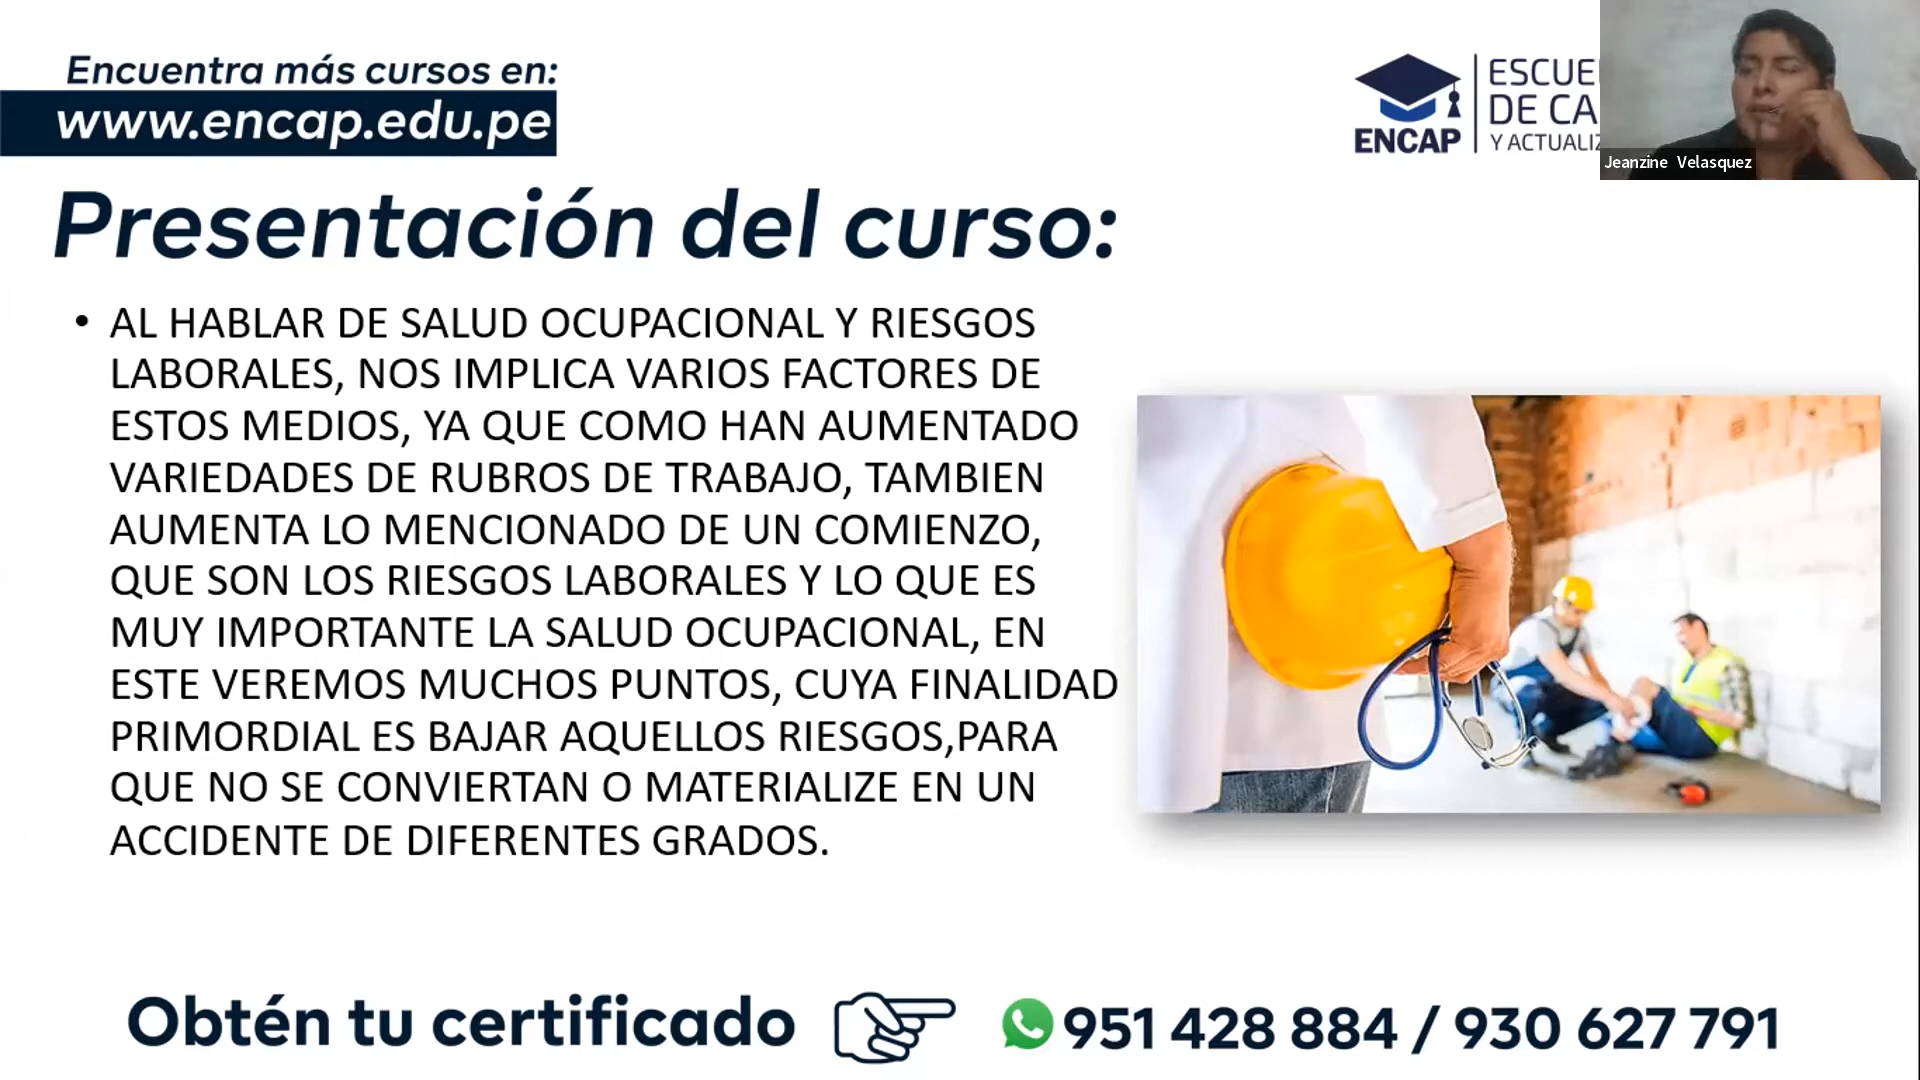 Encuentra más cursos en:
www.encap.edu.pe
ENCAP
ESCUE
DE CA
Y ACTUALIZ
Jeanzine Velasquez
Presentación del curso:
• AL HABLAR DE SALUD OCUPACIONAL Y RIESGOS
LABORALES, NOS IMPLICA VARIOS FACTORES DE
ESTOS MEDIOS, YA QUE COMO HAN AUMENTADO
VARIEDADES DE RUBROS DE TRABAJO, TAMBIEN
AUMENTA LO MENCIONADO DE UN COMIENZO,
QUE SON LOS RIESGOS LABORALES Y LO QUE ES
MUY IMPORTANTE LA SALUD OCUPACIONAL, EN
ESTE VEREMOS MUCHOS PUNTOS, CUYA FINALIDAD
PRIMORDIAL ES BAJAR AQUELLOS RIESGOS,PARA
QUE NO SE CONVIERTAN O MATERIALIZE EN UN
ACCIDENTE DE DIFERENTES GRADOS.
Obtén tu certificado
951 428 884 / 930 627 791